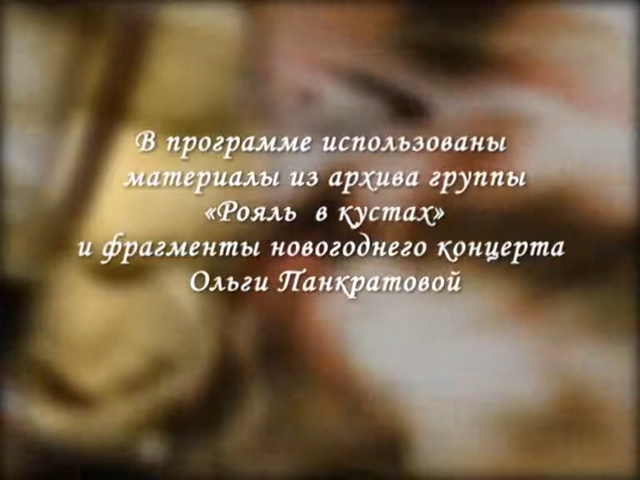 В программе использованы
материалы из архива группы
«Рояль в кустах»
и фрагменты новогоднего концерта
Ольги Панкратовой